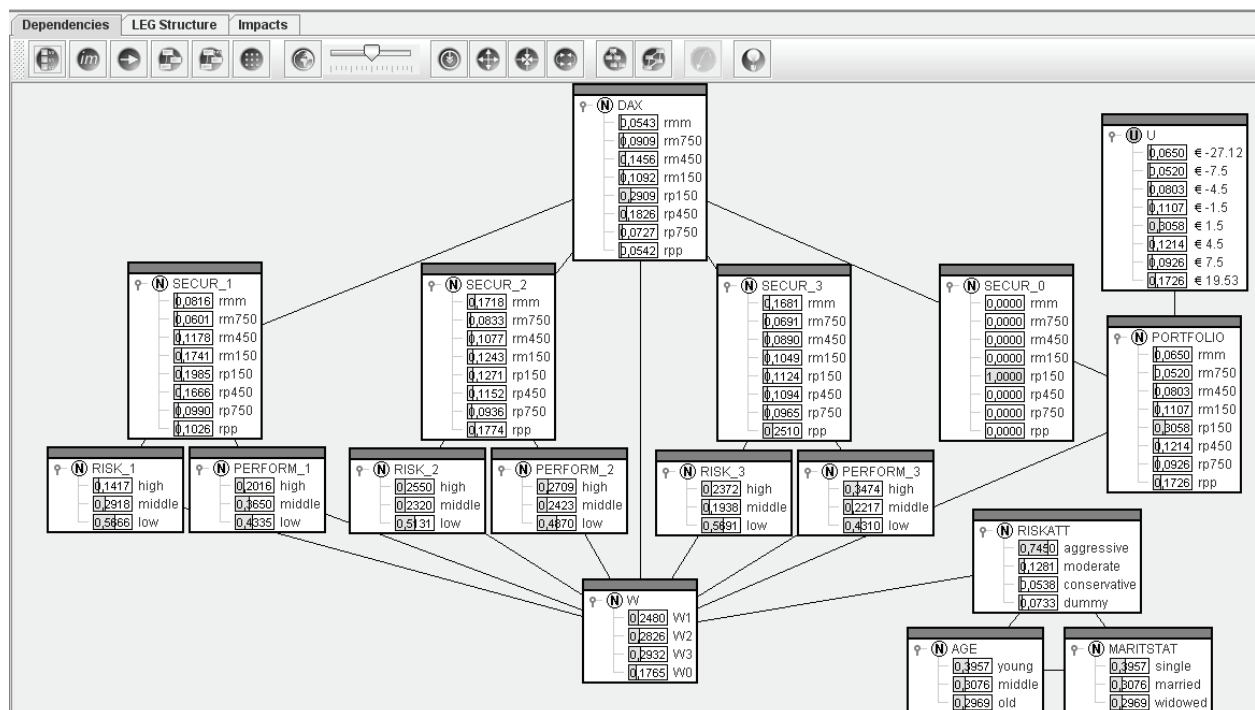 Dependencies LEG Structure Impacts
im
N DAX
0,0543 rmm
0,0909 rm750
0,1456 rm450
0,1092 rm150
0,2909 rp150
0,1826 rp450
0,0727 rp750
0,0542 rpp
U U
0,0650 € -27.12
0,0520 € -7.5
0,0803 € -4.5
0,1107 € -1.5
0,3058 € 1.5
0,1214 € 4.5
0,0926 € 7.5
0,1726 € 19.53
N SECUR_1
0,0816 rmm
0,0601 rm750
0,1178 rm450
0,1741 rm150
0,1985 rp150
0,1666 rp450
0,0990 rp750
0,1026 rpp
N SECUR_2
0,1718 rmm
0,0833 rm750
0,1077 rm450
0,1243 rm150
0,1271 rp150
0,1152 rp450
0,0936 rp750
0,1774 rpp
N SECUR_3
0,1681 rmm
0,0691 rm750
0,0890 rm450
0,1049 rm150
0,1124 rp150
0,1094 rp450
0,0965 rp750
0,2510 rpp
N SECUR_0
0,0000 rmm
0,0000 rm750
0,0000 rm450
0,0000 rm150
1,0000 rp150
0,0000 rp450
0,0000 rp750
0,0000 rpp
N PORTFOLIO
0,0650 rmm
0,0520 rm750
0,0803 rm450
0,1107 rm150
0,3058 rp150
0,1214 rp450
0,0926 rp750
0,1726 rpp
N RISK_1
0,1417 high
0,2918 middle
0,5666 low
N PERFORM_1
0,2016 high
0,3650 middle
0,4335 low
N RISK_2
0,2550 high
0,2320 middle
0,5131 low
N PERFORM_2
0,2709 high
0,2423 middle
0,4870 low
N RISK_3
0,2372 high
0,1938 middle
0,5691 low
N PERFORM_3
0,3474 high
0,2217 middle
0,4310 low
N RISKATT
0,7450 aggressive
0,1281 moderate
0,0538 conservative
0,0733 dummy
N W
0,2480 W1
0,2826 W2
0,2932 W3
0,1765 W0
N AGE
0,3957 young
0,3076 middle
0,2969 old
N MARITSTAT
0,3957 single
0,3076 married
0,2969 widowed